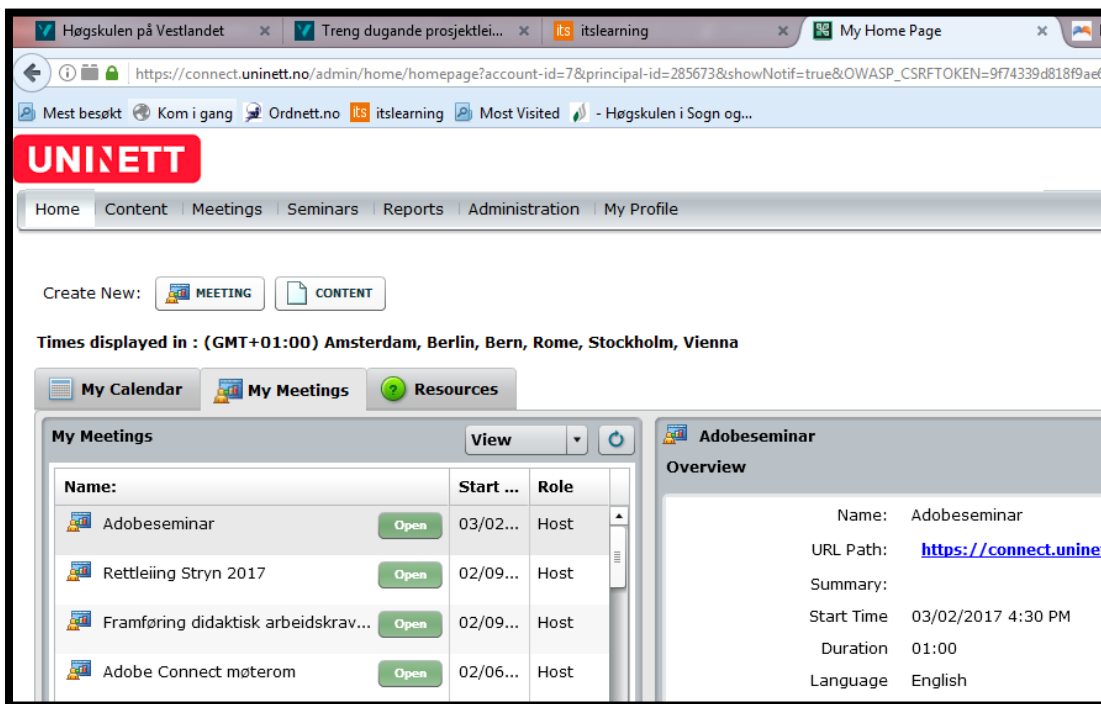 Høgskulen på Vestlandet × Treng dugande prosjektlei... × its itslearning × My Home Page ×
https://connect.uninett.no/admin/home/homepage?account-id=7&principal-id=285673&showNotif=true&OWASP_CSRFTOKEN=9f74339d818f9ae6
Mest besøkt Kom i gang Ordnett.no its itslearning Most Visited - Høgskulen i Sogn og...
UNINETT
Home Content Meetings Seminars Reports Administration My Profile
Create New: MEETING CONTENT
Times displayed in : (GMT+01:00) Amsterdam, Berlin, Bern, Rome, Stockholm, Vienna
My Calendar My Meetings ? Resources
My Meetings View Adobeseminar
Overview
Name: Start ... Role
Adobeseminar Open 03/02... Host Name: Adobeseminar
URL Path: https://connect.unine
Rettleiing Stryn 2017 Open 02/09... Host
Summary:
Framføring didaktisk arbeidskrav... Open 02/09... Host Start Time 03/02/2017 4:30 PM
Duration 01:00
Adobe Connect møterom Open 02/06... Host Language English